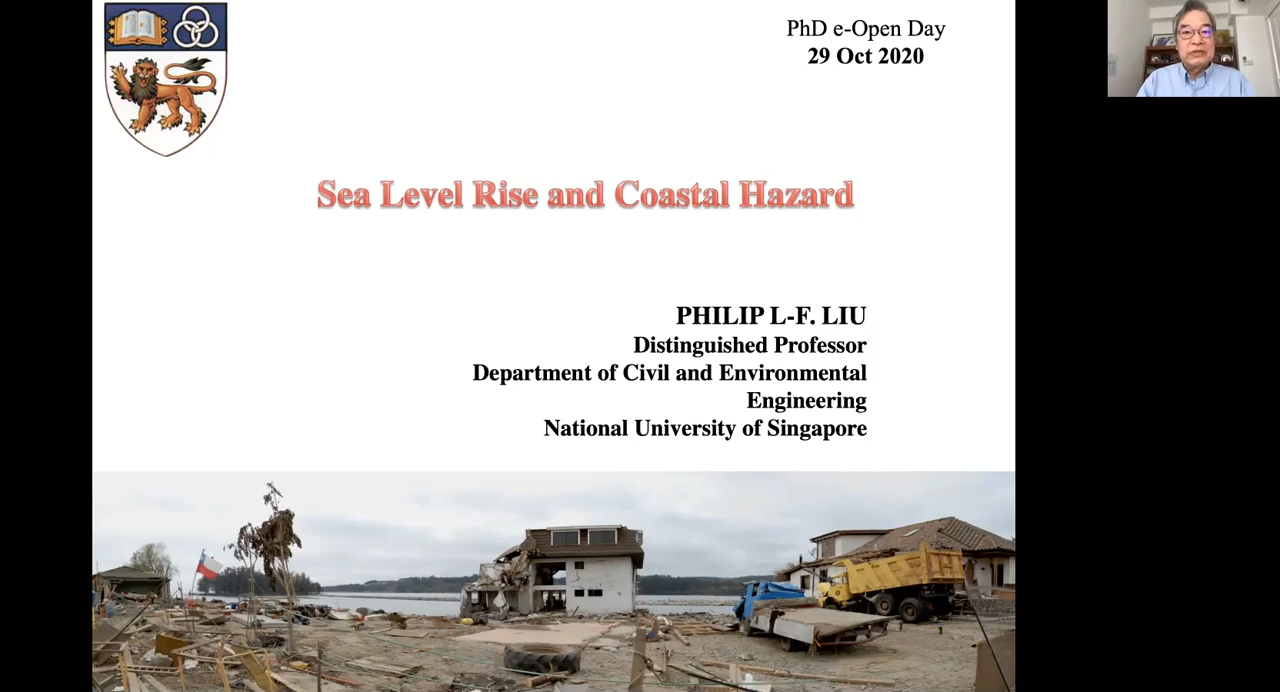 PhD e-Open Day
29 Oct 2020
Sea Level Rise and Coastal Hazard
PHILIP L-F. LIU
Distinguished Professor
Department of Civil and Environmental
Engineering
National University of Singapore